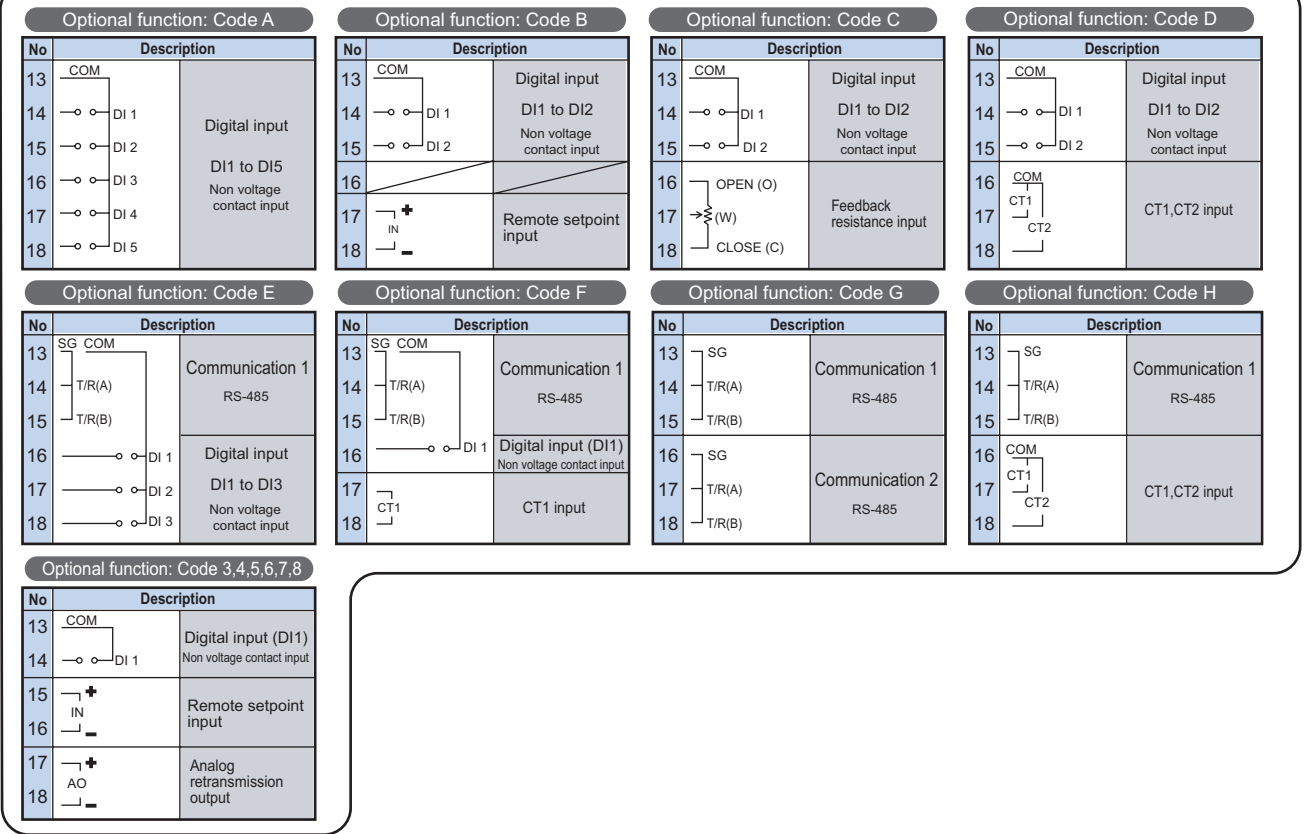 Optional function: Code A
No Description
13 COM
14 DI 1
15 DI 2
16 DI 3
17 DI 4
18 DI 5
Digital input
DI1 to DI5
Non voltage
contact input
Optional function: Code B
No Description
13 COM
14 DI 1
15 DI 2
Digital input
DI1 to DI2
Non voltage
contact input
16
17 +
IN
18 -
Remote setpoint
input
Optional function: Code C
No Description
13 COM
14 DI 1
15 DI 2
Digital input
DI1 to DI2
Non voltage
contact input
16 OPEN (O)
17 (W)
18 CLOSE (C)
Feedback
resistance input
Optional function: Code D
No Description
13 COM
14 DI 1
15 DI 2
Digital input
DI1 to DI2
Non voltage
contact input
16 COM
CT1
17
CT2
18
CT1,CT2 input
Optional function: Code E
No Description
13 SG COM
14 T/R(A)
15 T/R(B)
Communication 1
RS-485
16 DI 1
17 DI 2
18 DI 3
Digital input
DI1 to DI3
Non voltage
contact input
Optional function: Code F
No Description
13 SG COM
14 T/R(A)
15 T/R(B)
Communication 1
RS-485
16 DI 1
Digital input (DI1)
Non voltage contact input
17
CT1
18
CT1 input
Optional function: Code G
No Description
13 SG
14 T/R(A)
15 T/R(B)
Communication 1
RS-485
16 SG
17 T/R(A)
18 T/R(B)
Communication 2
RS-485
Optional function: Code H
No Description
13 SG
14 T/R(A)
15 T/R(B)
Communication 1
RS-485
16 COM
CT1
17
CT2
18
CT1,CT2 input
Optional function: Code 3,4,5,6,7,8
No Description
13 COM
14 DI 1
Digital input (DI1)
Non voltage contact input
15 +
IN
16 -
Remote setpoint
input
17 +
AO
18 -
Analog
retransmission
output